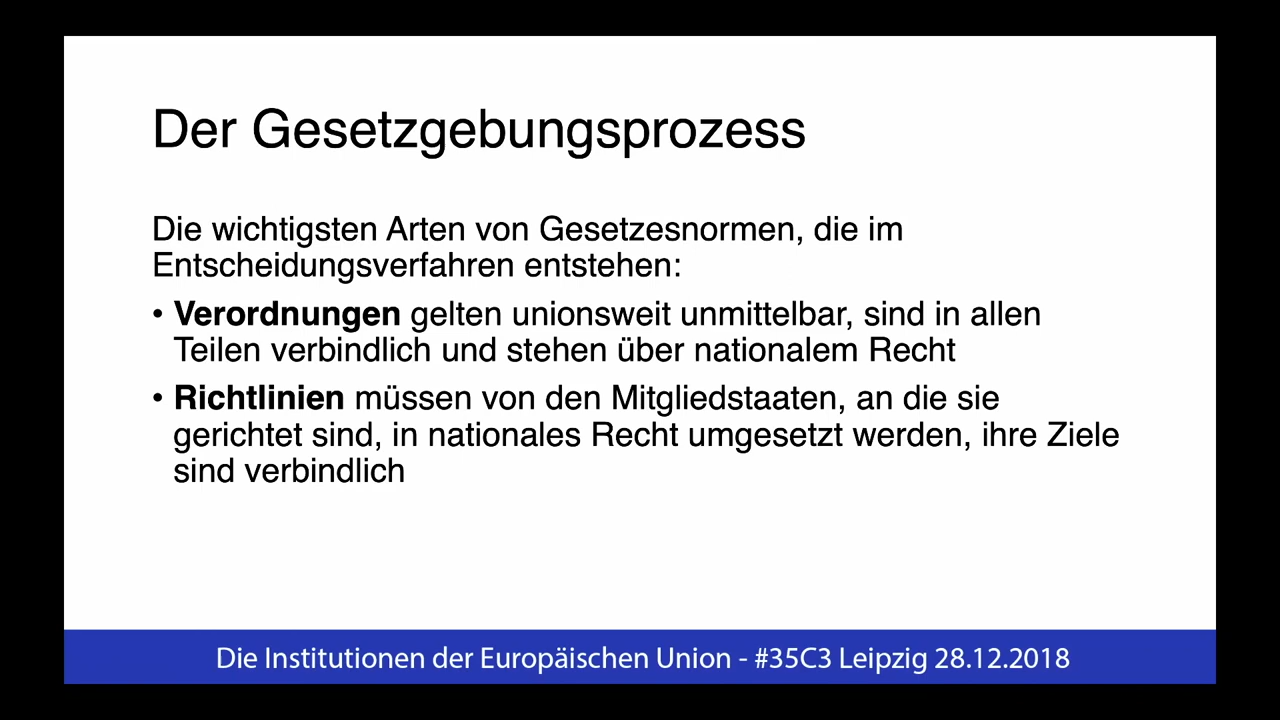 Der Gesetzgebungsprozess
Die wichtigsten Arten von Gesetzesnormen, die im
Entscheidungsverfahren entstehen:
• Verordnungen gelten unionsweit unmittelbar, sind in allen
Teilen verbindlich und stehen über nationalem Recht
• Richtlinien müssen von den Mitgliedstaaten, an die sie
gerichtet sind, in nationales Recht umgesetzt werden, ihre Ziele
sind verbindlich
Die Institutionen der Europäischen Union - #35C3 Leipzig 28.12.2018